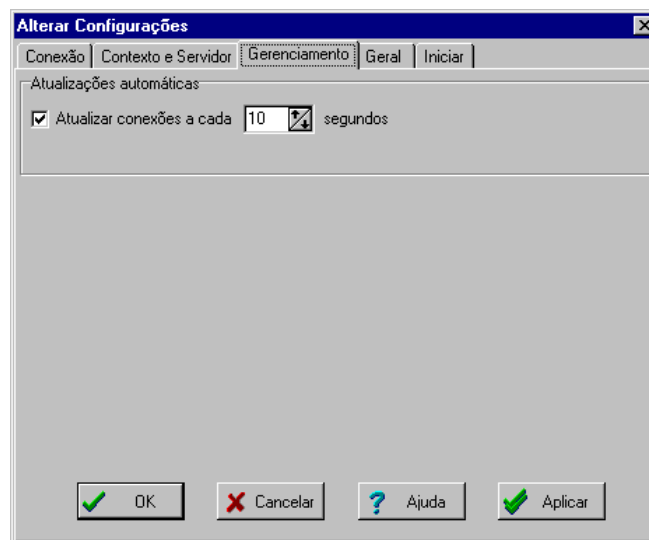 Alterar Configurações
Conexão Contexto e Servidor Gerenciamento Geral Iniciar
Atualizações automáticas
Atualizar conexões a cada 10 segundos
OK Cancelar ? Ajuda Aplicar